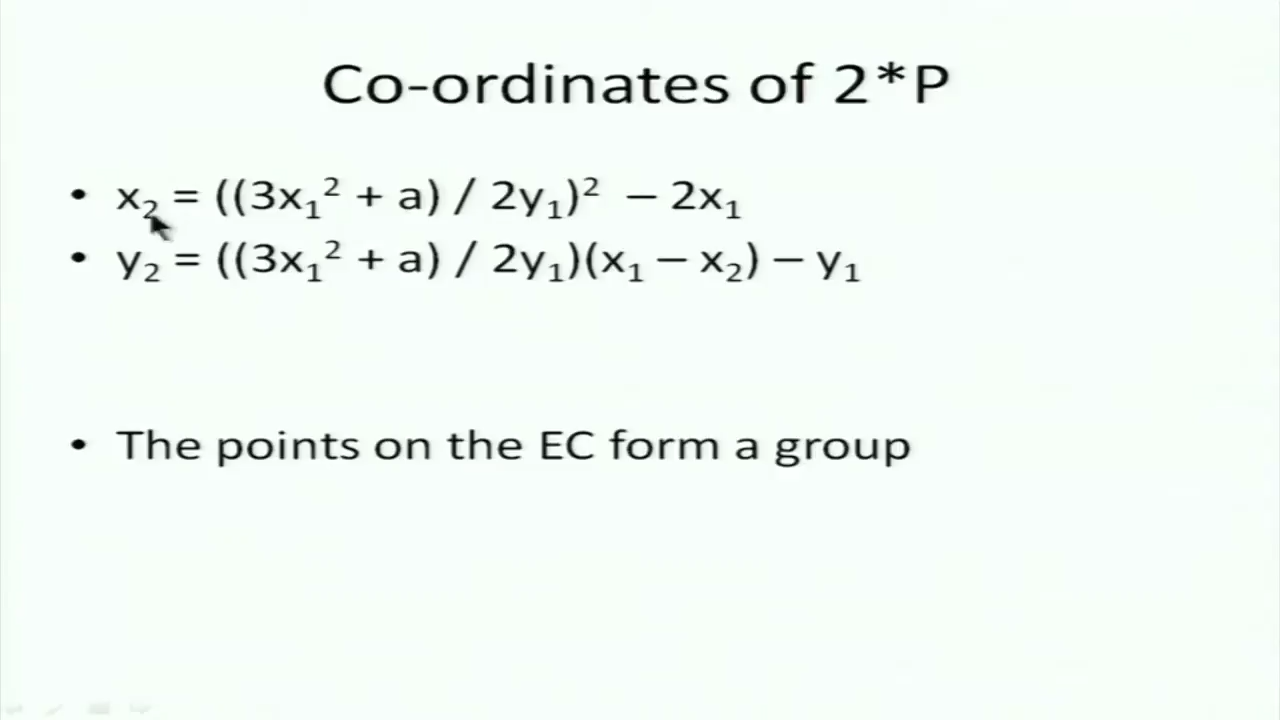 Co-ordinates of 2*P
• x₂ = ((3x₁² + a) / 2y₁)² – 2x₁
• y₂ = ((3x₁² + a) / 2y₁)(x₁ – x₂) – y₁
• The points on the EC form a group